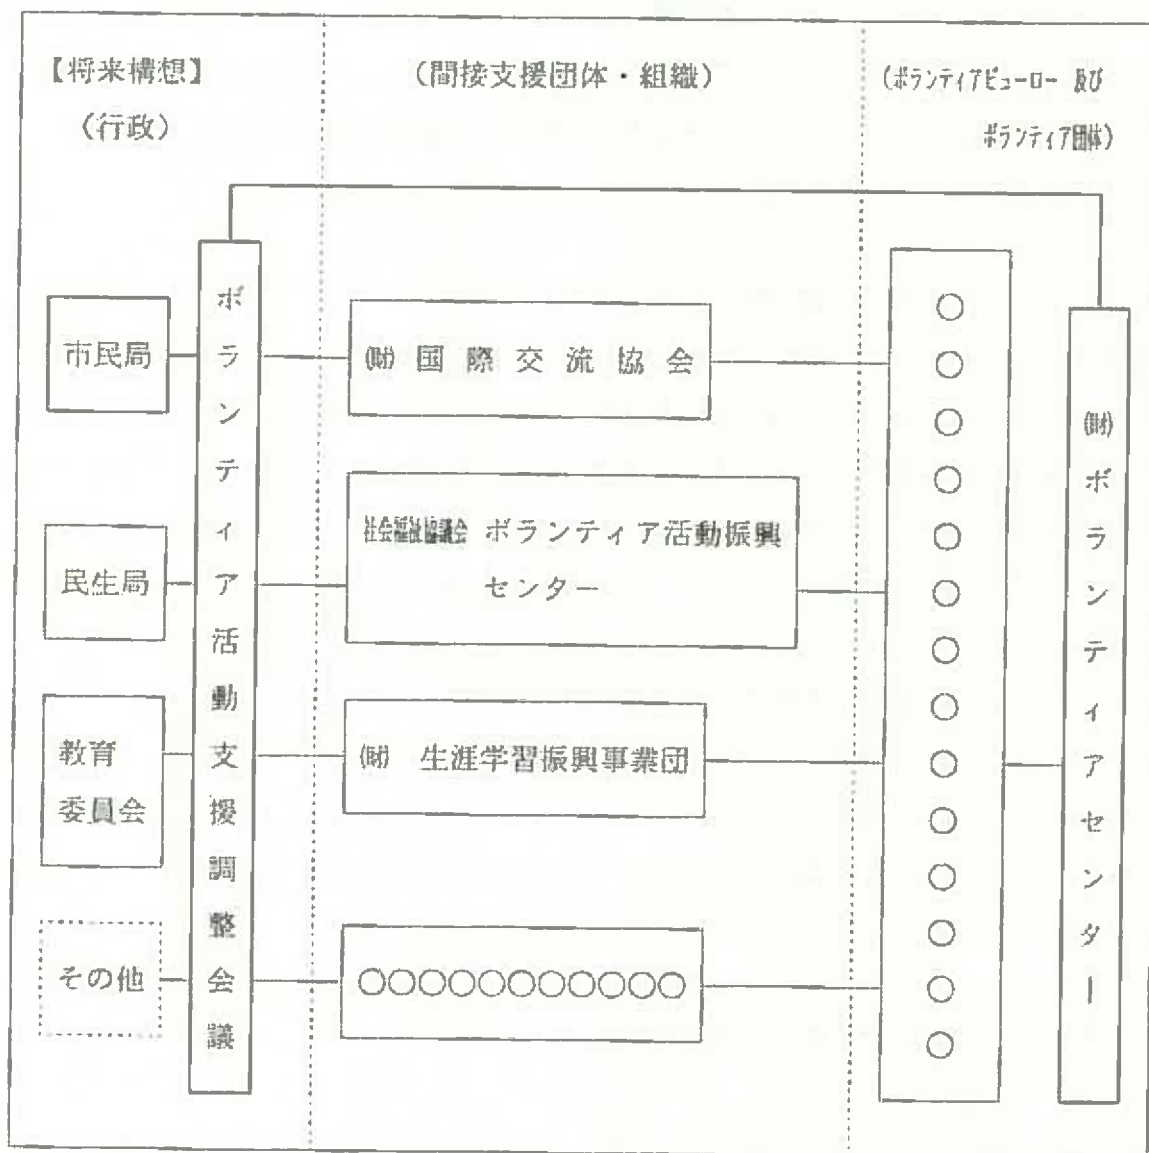 【将来構想】
(行政)
(間接支援団体・組織)
(ボランティアビューロー 及び
ボランティア団体)
市民局
民生局
教育
委員会
その他
ボランティア活動支援調整会議
㈶ 国際交流協会
社会福祉協議会 ボランティア活動振興
センター
㈶ 生涯学習振興事業団
○○○○○○○○○○○
○
○
○
○
○
○
○
○
○
○
○
○
○
○
㈶ボランティアセンター